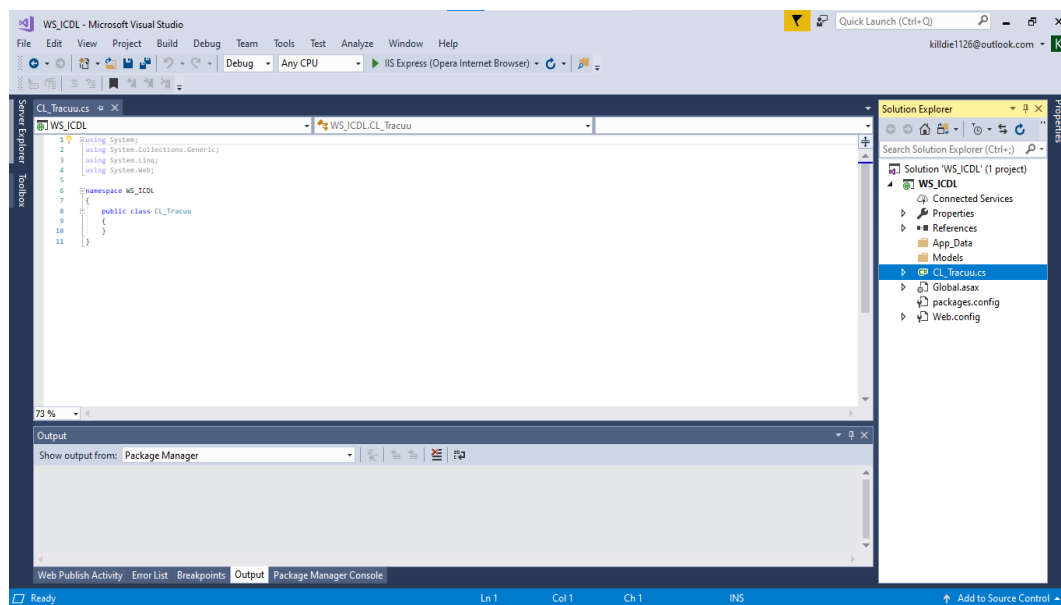 WS_ICDL - Microsoft Visual Studio
Quick Launch (Ctrl+Q)
File Edit View Project Build Debug Team Tools Test Analyze Window Help
killdie1126@outlook.com
K
Debug
Any CPU
IIS Express (Opera Internet Browser)
Server Explorer
Toolbox
CL_Tracuu.cs
WS_ICDL
WS_ICDL.CL_Tracuu
1 using System;
2 using System.Collections.Generic;
3 using System.Linq;
4 using System.Web;
5
6 namespace WS_ICDL
7 {
8 public class CL_Tracuu
9 {
10 }
11 }
73 %
Output
Show output from: Package Manager
Web Publish Activity Error List Breakpoints Output Package Manager Console
Solution Explorer
Search Solution Explorer (Ctrl+;)
Solution 'WS_ICDL' (1 project)
WS_ICDL
Connected Services
Properties
References
App_Data
Models
CL_Tracuu.cs
Global.asax
packages.config
Web.config
Properties
Ready
Ln 1 Col 1 Ch 1 INS
Add to Source Control